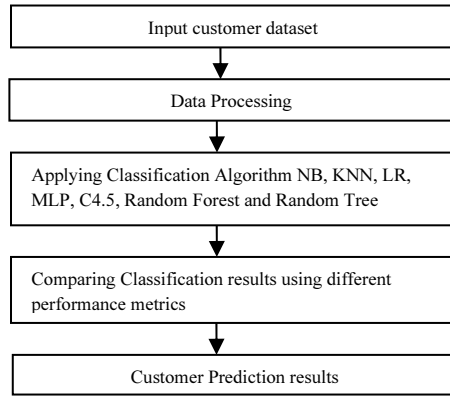 Input customer dataset
Data Processing
Applying Classification Algorithm NB, KNN, LR,
MLP, C4.5, Random Forest and Random Tree
Comparing Classification results using different
performance metrics
Customer Prediction results